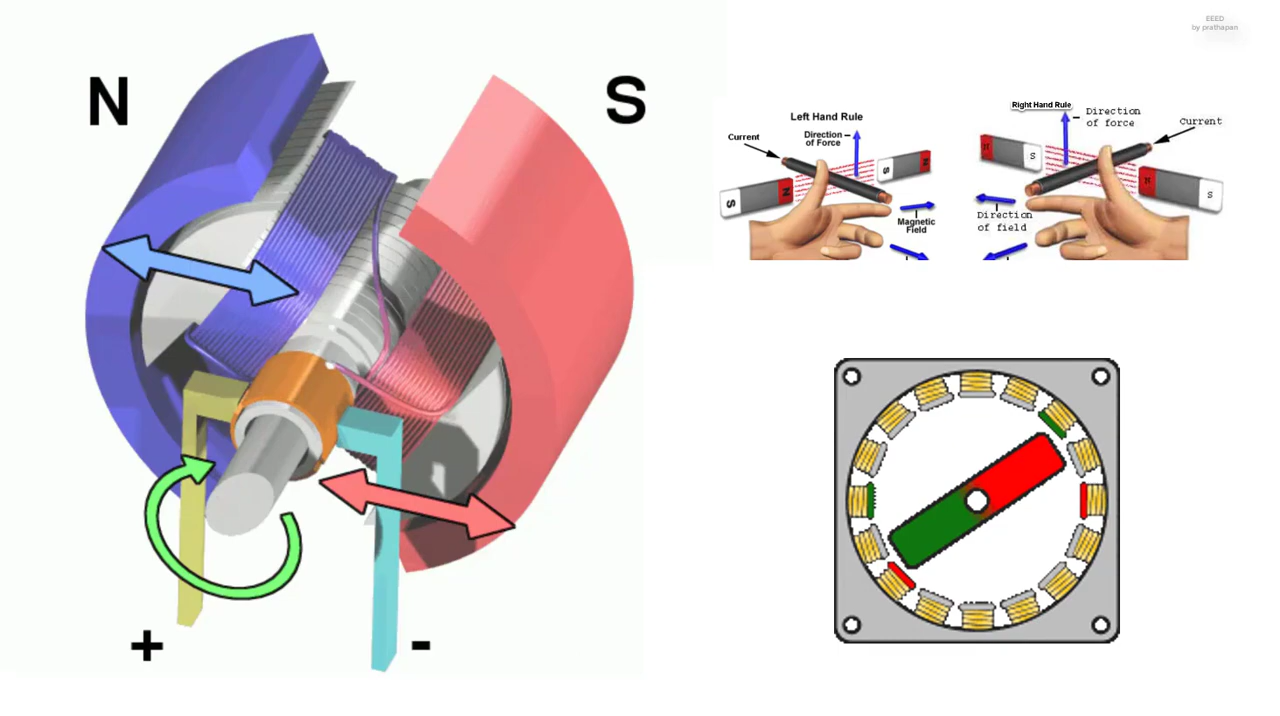 EEED
by prathapan
N
S
+
-
Left Hand Rule
Current
Direction
of Force
N
S
S
N
Magnetic
Field
Right Hand Rule
Direction
of force
Current
N
S
N
S
Direction
of field